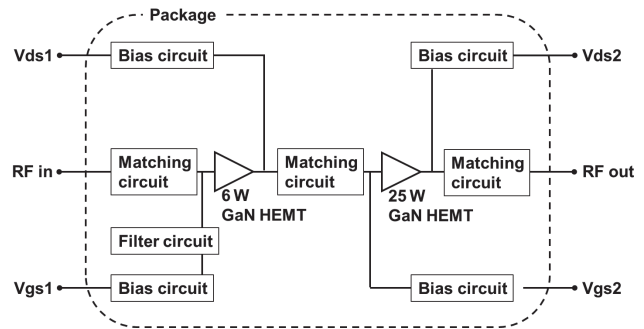 Package
Vds1
Bias circuit
Bias circuit
Vds2
RF in
Matching
circuit
6 W
GaN HEMT
Matching
circuit
25 W
GaN HEMT
Matching
circuit
RF out
Filter circuit
Vgs1
Bias circuit
Bias circuit
Vgs2